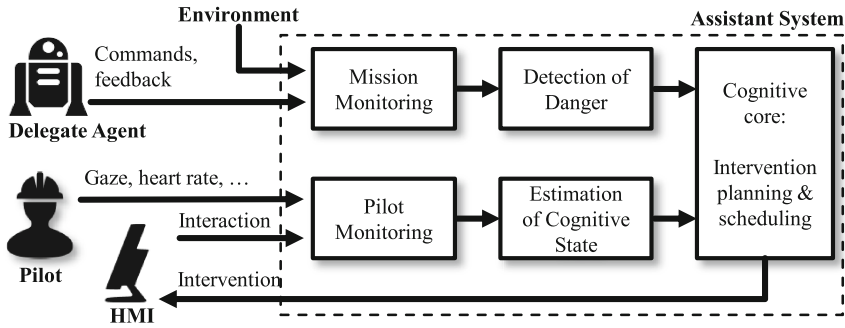 Environment
Assistant System
Commands,
feedback
Delegate Agent
Mission
Monitoring
Detection of
Danger
Cognitive
core:
Intervention
planning &
scheduling
Gaze, heart rate, …
Interaction
Pilot
Monitoring
Estimation
of Cognitive
State
Pilot
Intervention
HMI